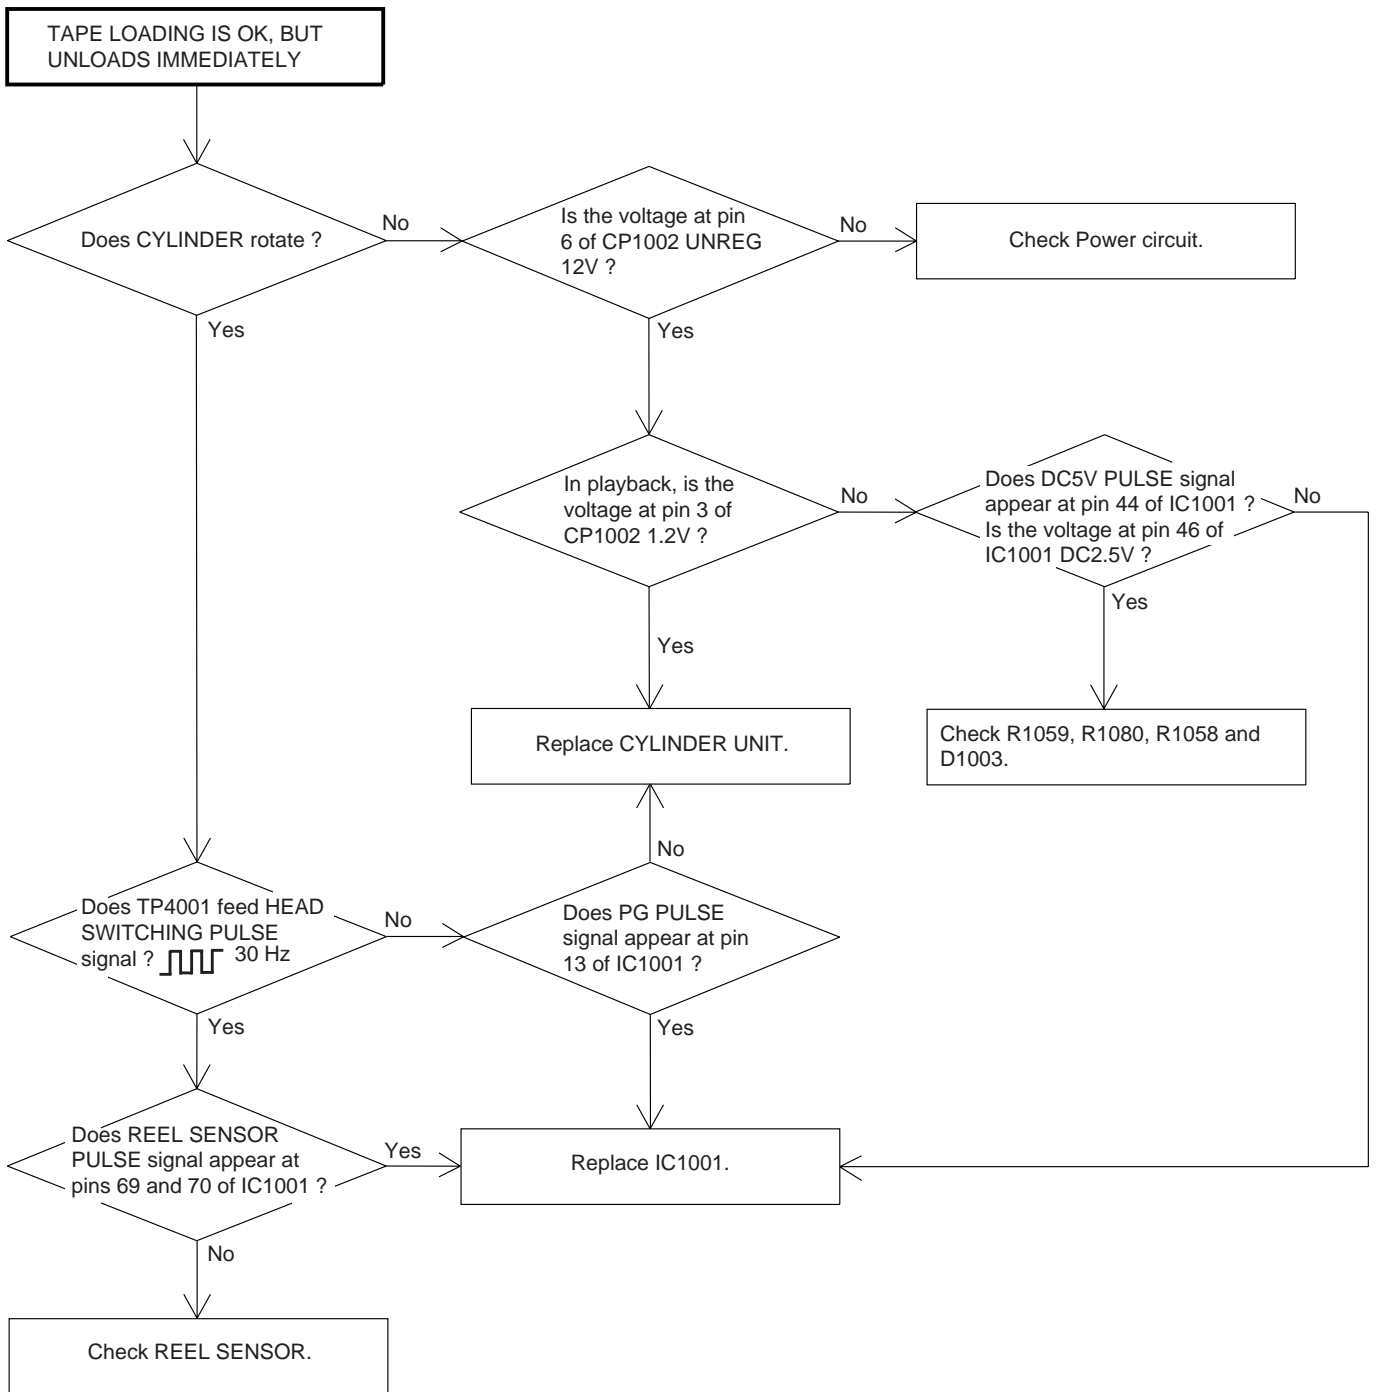 TAPE LOADING IS OK, BUT
UNLOADS IMMEDIATELY
Does CYLINDER rotate ?
No
Is the voltage at pin
6 of CP1002 UNREG
12V ?
No
Check Power circuit.
Yes
Yes
In playback, is the
voltage at pin 3 of
CP1002 1.2V ?
No
Does DC5V PULSE signal
appear at pin 44 of IC1001 ?
Is the voltage at pin 46 of
IC1001 DC2.5V ?
No
Yes
Yes
Replace CYLINDER UNIT.
Check R1059, R1080, R1058 and
D1003.
No
Does TP4001 feed HEAD
SWITCHING PULSE
signal ? 30 Hz
No
Does PG PULSE
signal appear at pin
13 of IC1001 ?
Yes
Yes
Does REEL SENSOR
PULSE signal appear at
pins 69 and 70 of IC1001 ?
Yes
Replace IC1001.
No
Check REEL SENSOR.